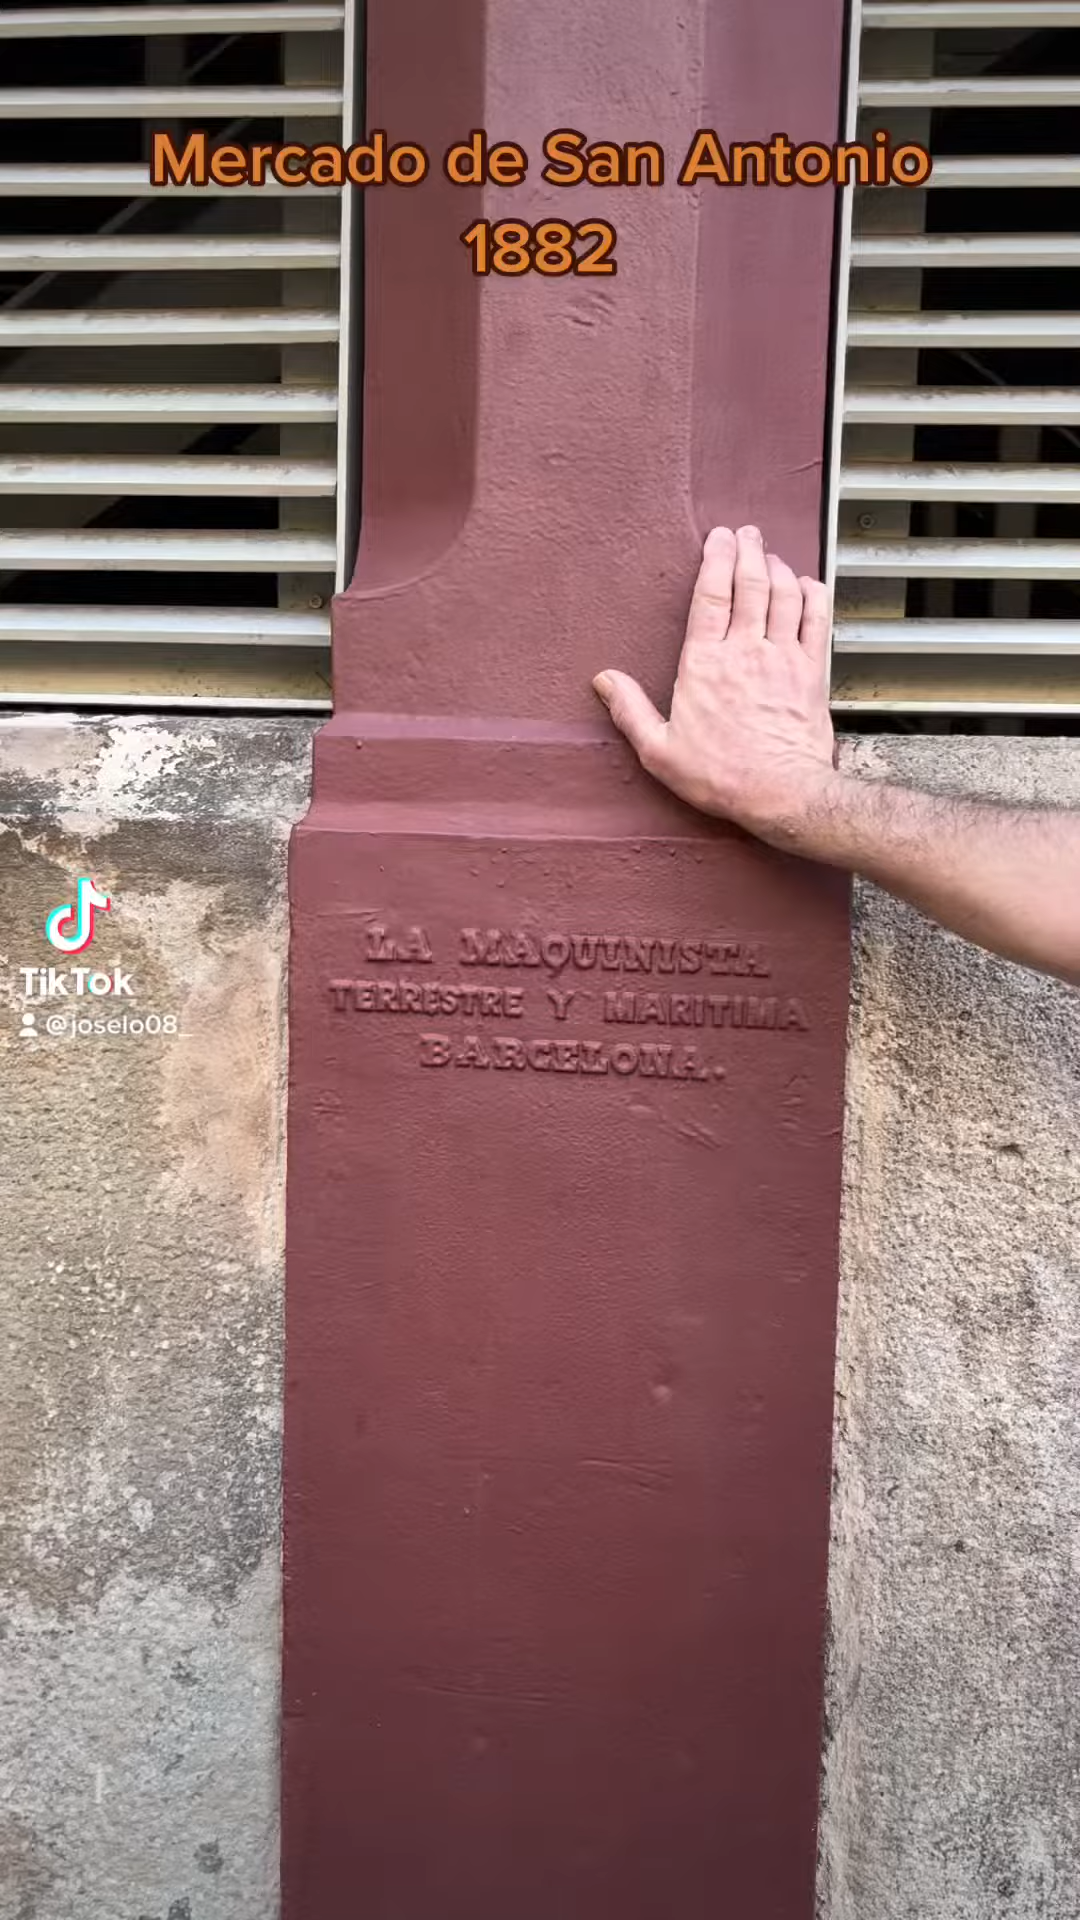 Mercado de San Antonio
1882
LA MAQUINISTA
TERRESTRE Y MARITIMA
BARCELONA.
TikTok
@joselo08_